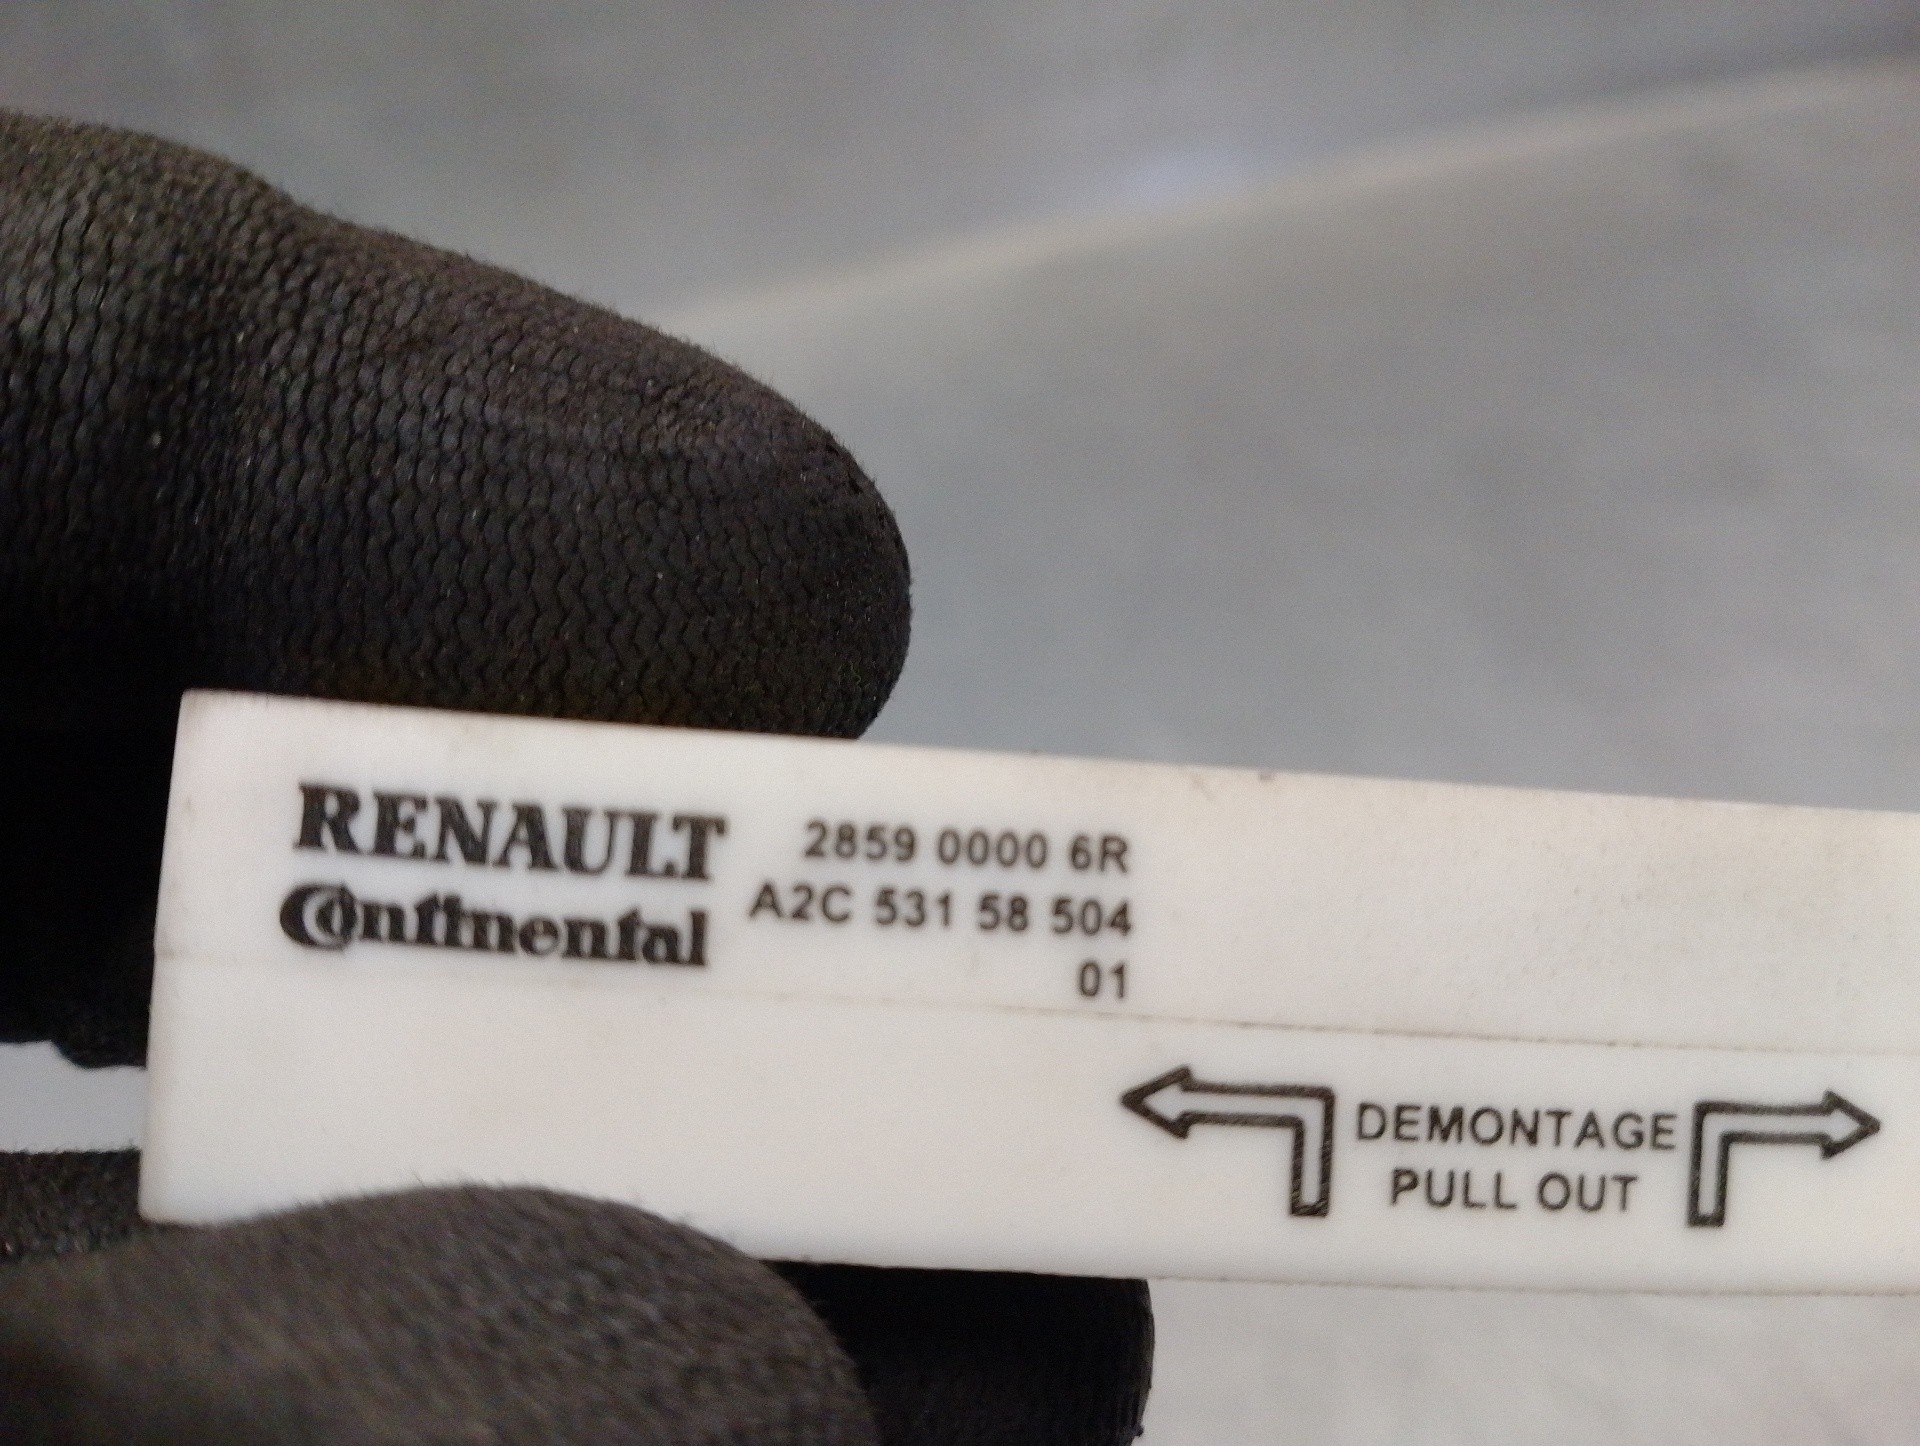 RENAULT 2859 0000 6R
Continental A2C 531 58 504
01
DEMONTAGE
PULL OUT